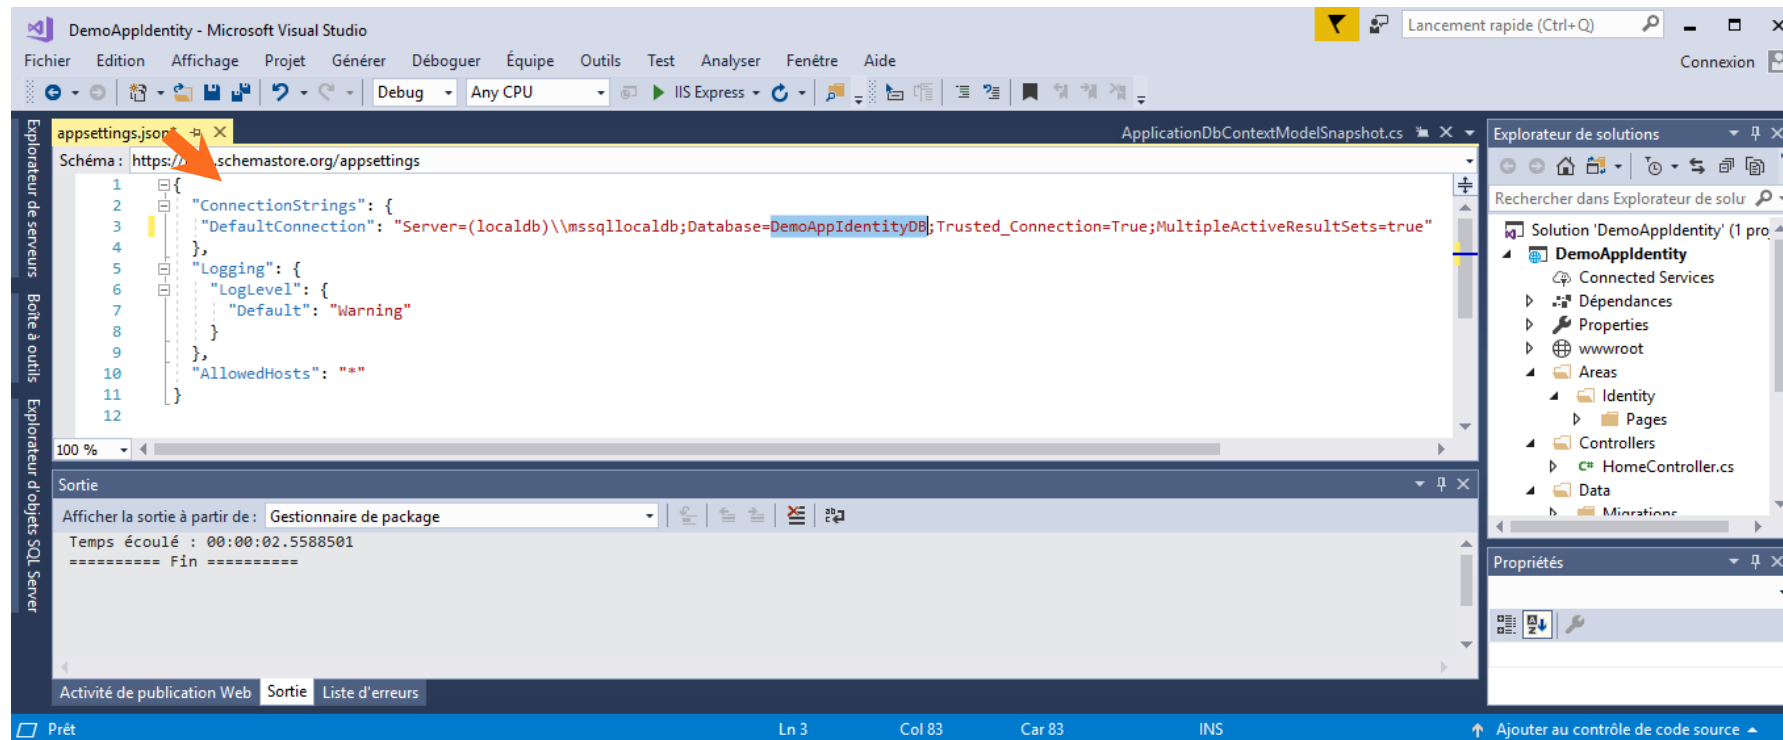 DemoAppIdentity - Microsoft Visual Studio
Lancement rapide (Ctrl+Q)
Fichier Edition Affichage Projet Générer Déboguer Équipe Outils Test Analyser Fenêtre Aide
Connexion
Debug Any CPU IIS Express
Explorateur de serveurs
Boîte à outils
Explorateur d'objets SQL Server
appsettings.json*
ApplicationDbContextModelSnapshot.cs
Schéma : https:// .schemastore.org/appsettings
1 {
2 "ConnectionStrings": {
3 "DefaultConnection": "Server=(localdb)\\mssqllocaldb;Database=DemoAppIdentityDB;Trusted_Connection=True;MultipleActiveResultSets=true"
4 },
5 "Logging": {
6 "LogLevel": {
7 "Default": "Warning"
8 }
9 },
10 "AllowedHosts": "*"
11 }
12
100 %
Sortie
Afficher la sortie à partir de : Gestionnaire de package
Temps écoulé : 00:00:02.5588501
========== Fin ==========
Activité de publication Web Sortie Liste d'erreurs
Explorateur de solutions
Rechercher dans Explorateur de solu
Solution 'DemoAppIdentity' (1 proj
DemoAppIdentity
Connected Services
Dépendances
Properties
wwwroot
Areas
Identity
Pages
Controllers
C# HomeController.cs
Data
Migrations
Propriétés
Prêt Ln 3 Col 83 Car 83 INS Ajouter au contrôle de code source